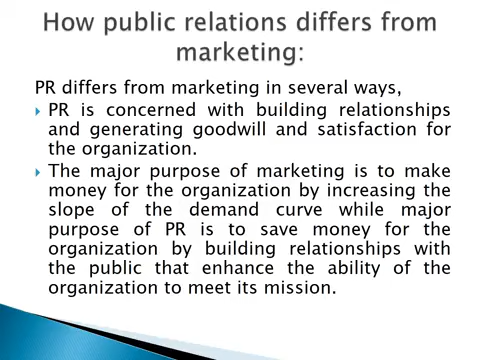 How public relations differs from
marketing:
PR differs from marketing in several ways,
PR is concerned with building relationships
and generating goodwill and satisfaction for
the organization.
The major purpose of marketing is to make
money for the organization by increasing the
slope of the demand curve while major
purpose of PR is to save money for the
organization by building relationships with
the public that enhance the ability of the
organization to meet its mission.